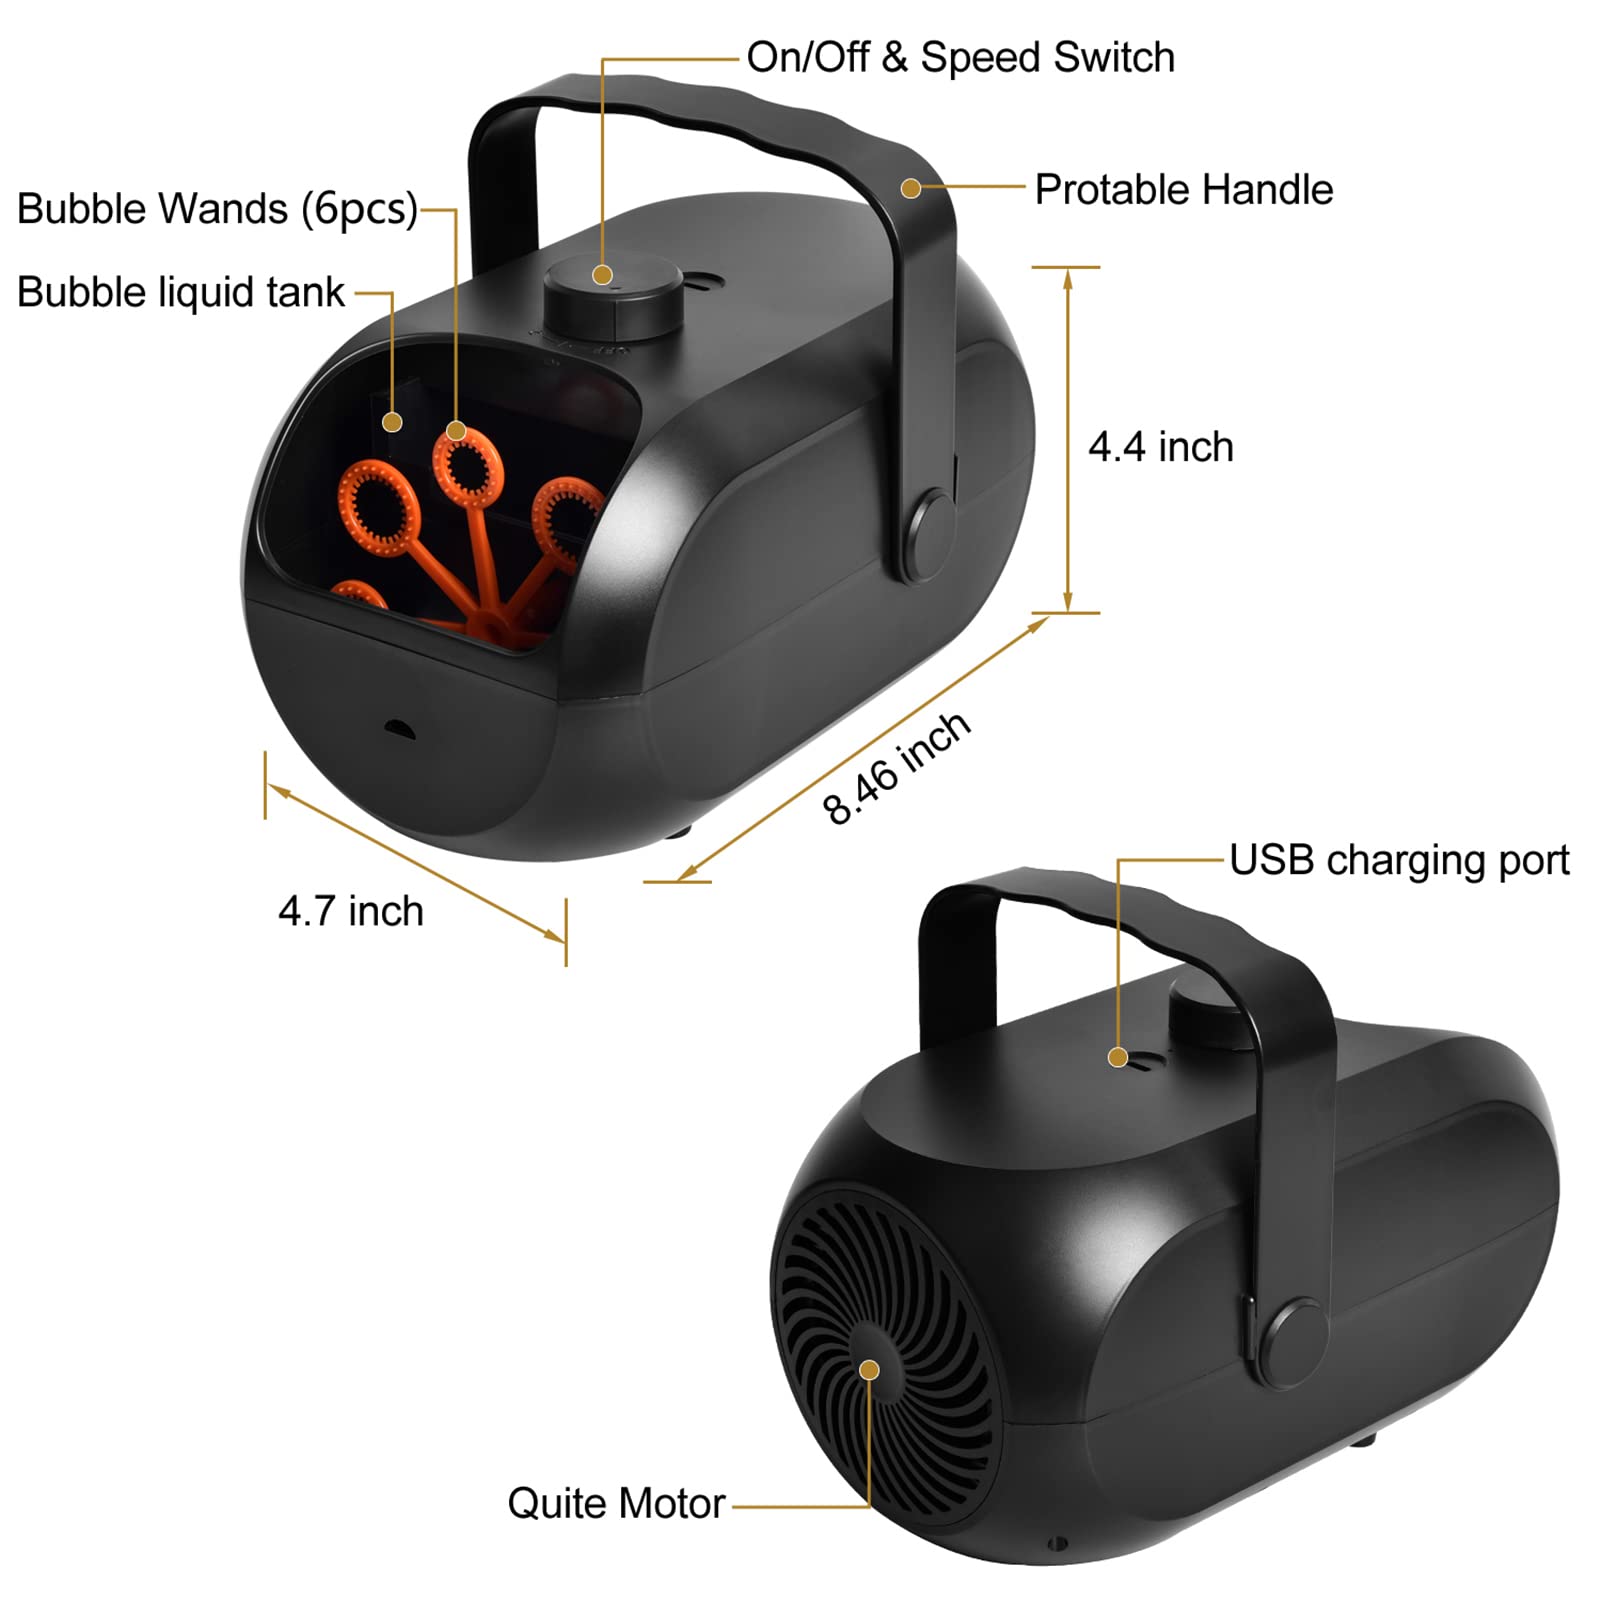 On/Off & Speed Switch
Protable Handle
Bubble Wands (6pcs)
Bubble liquid tank
4.4 inch
8.46 inch
4.7 inch
USB charging port
Quite Motor